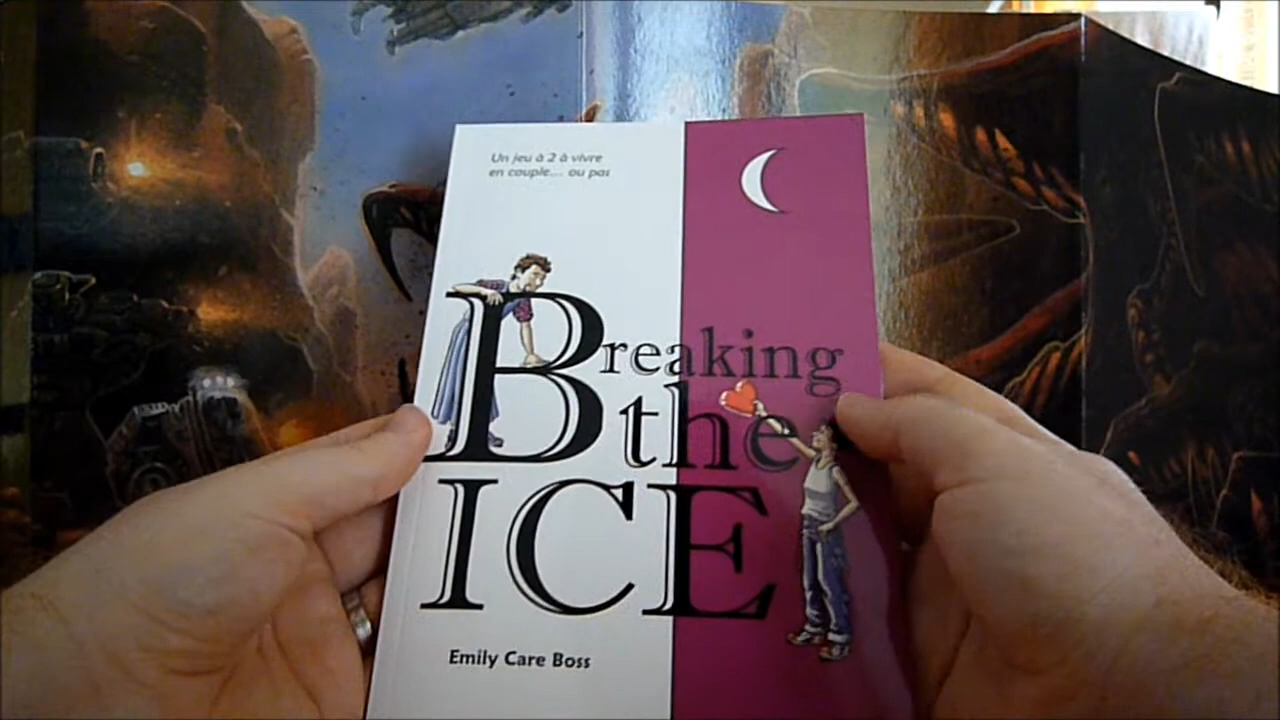 Un jeu à 2 à vivre
en couple... ou pas
Breaking
the
ICE
Emily Care Boss